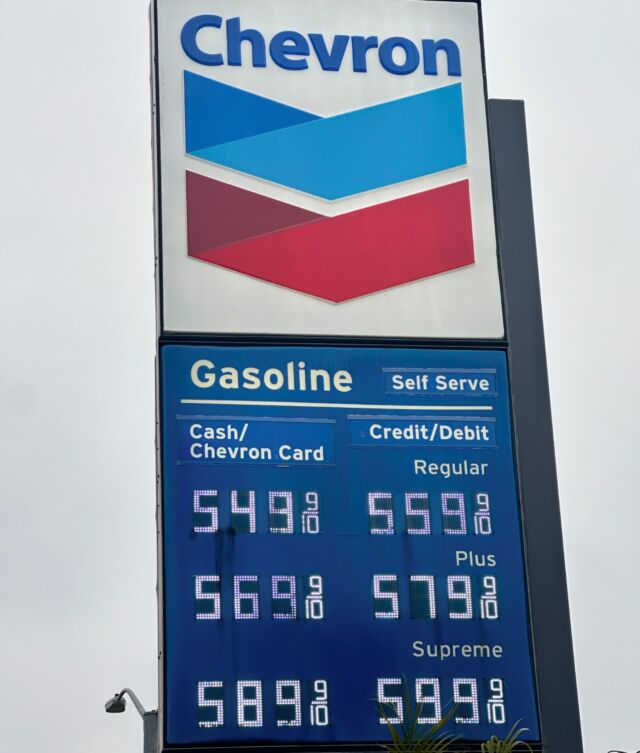 Chevron
Gasoline Self Serve
Cash/ Credit/Debit
Chevron Card
Regular
549 9/10 559 9/10
Plus
569 9/10 579 9/10
Supreme
589 9/10 599 9/10